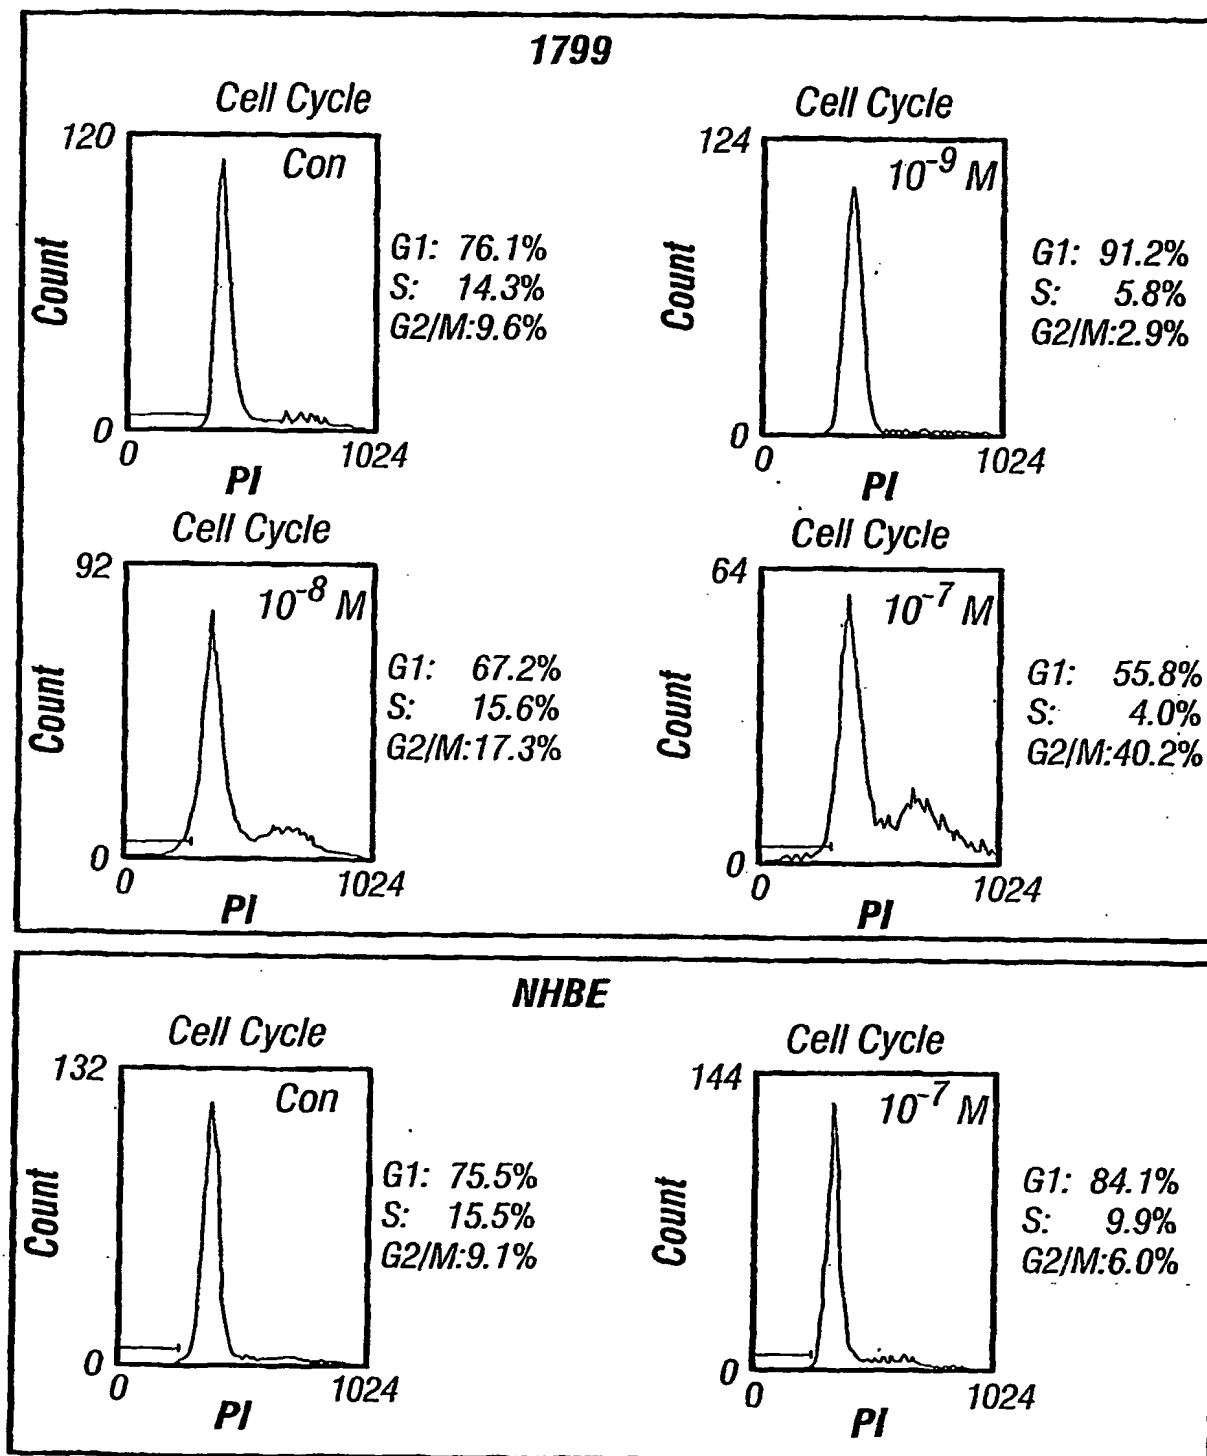 1799
Cell Cycle
120
Con
Count
G1: 76.1%
S: 14.3%
G2/M:9.6%
0
0
1024
PI
Cell Cycle
124
10⁻⁹ M
Count
G1: 91.2%
S: 5.8%
G2/M:2.9%
0
0
1024
PI
Cell Cycle
92
10⁻⁸ M
Count
G1: 67.2%
S: 15.6%
G2/M:17.3%
0
0
1024
PI
Cell Cycle
64
10⁻⁷ M
Count
G1: 55.8%
S: 4.0%
G2/M:40.2%
0
0
1024
PI
NHBE
Cell Cycle
132
Con
Count
G1: 75.5%
S: 15.5%
G2/M:9.1%
0
0
1024
PI
Cell Cycle
144
10⁻⁷ M
Count
G1: 84.1%
S: 9.9%
G2/M:6.0%
0
0
1024
PI